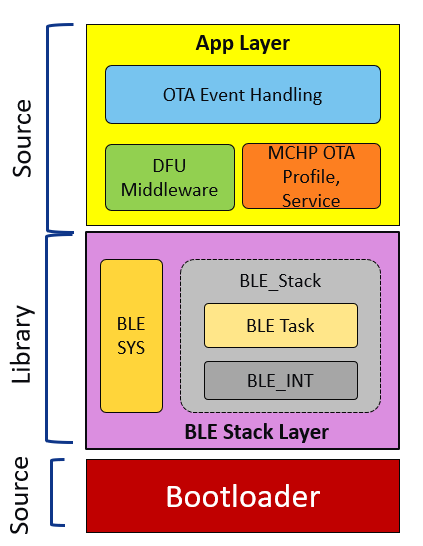 Source
App Layer
OTA Event Handling
DFU
Middleware
MCHP OTA
Profile,
Service
Library
BLE
SYS
BLE_Stack
BLE Task
BLE_INT
BLE Stack Layer
Source
Bootloader